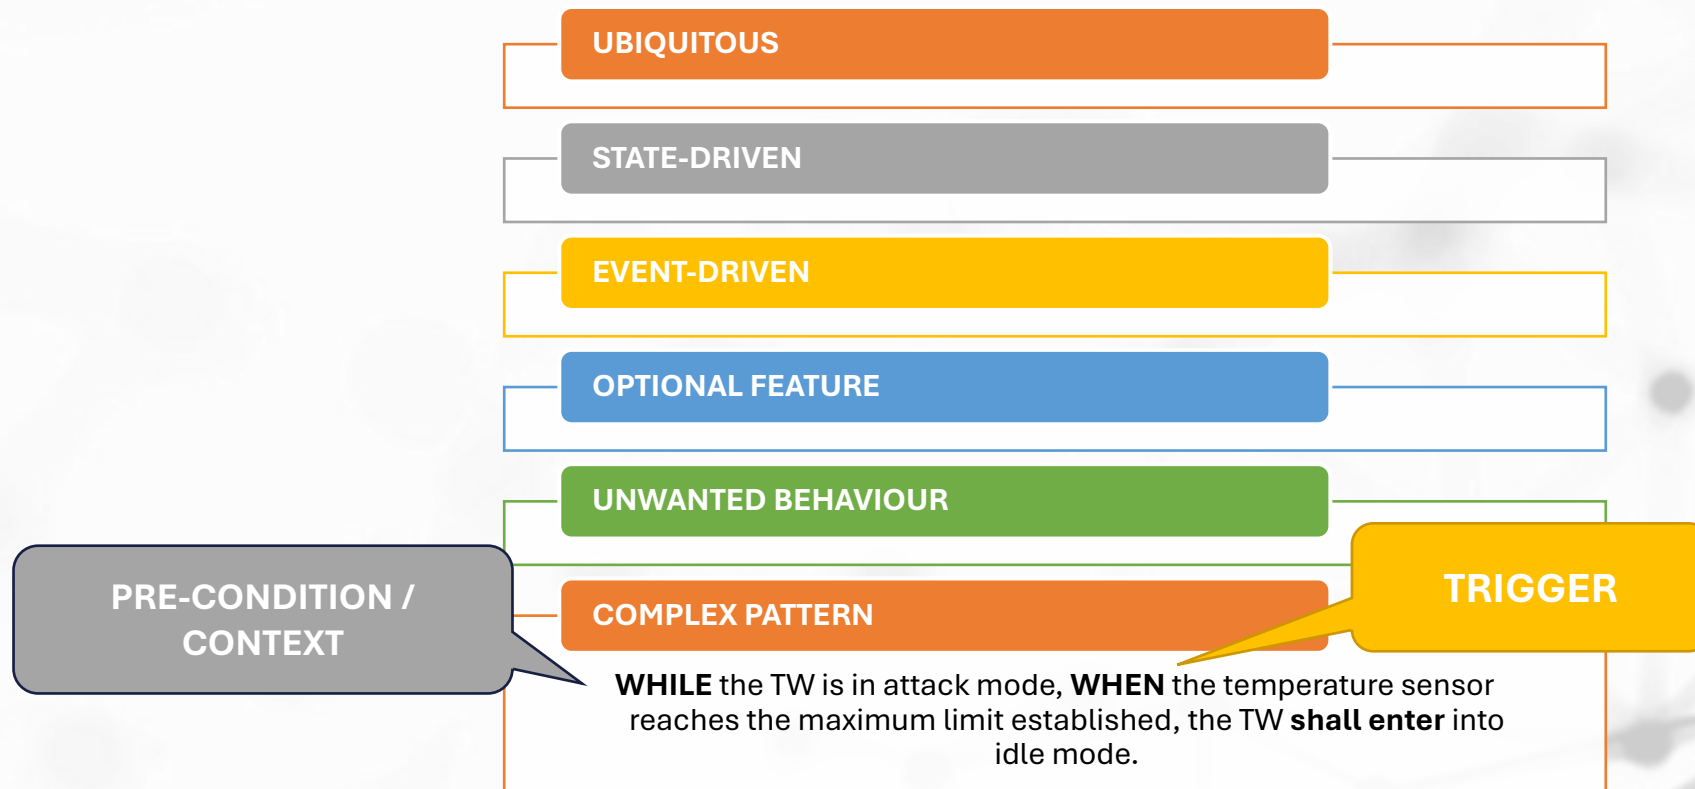 UBIQUITOUS
STATE-DRIVEN
EVENT-DRIVEN
OPTIONAL FEATURE
UNWANTED BEHAVIOUR
PRE-CONDITION /
CONTEXT
TRIGGER
COMPLEX PATTERN
WHILE the TW is in attack mode, WHEN the temperature sensor
reaches the maximum limit established, the TW shall enter into
idle mode.